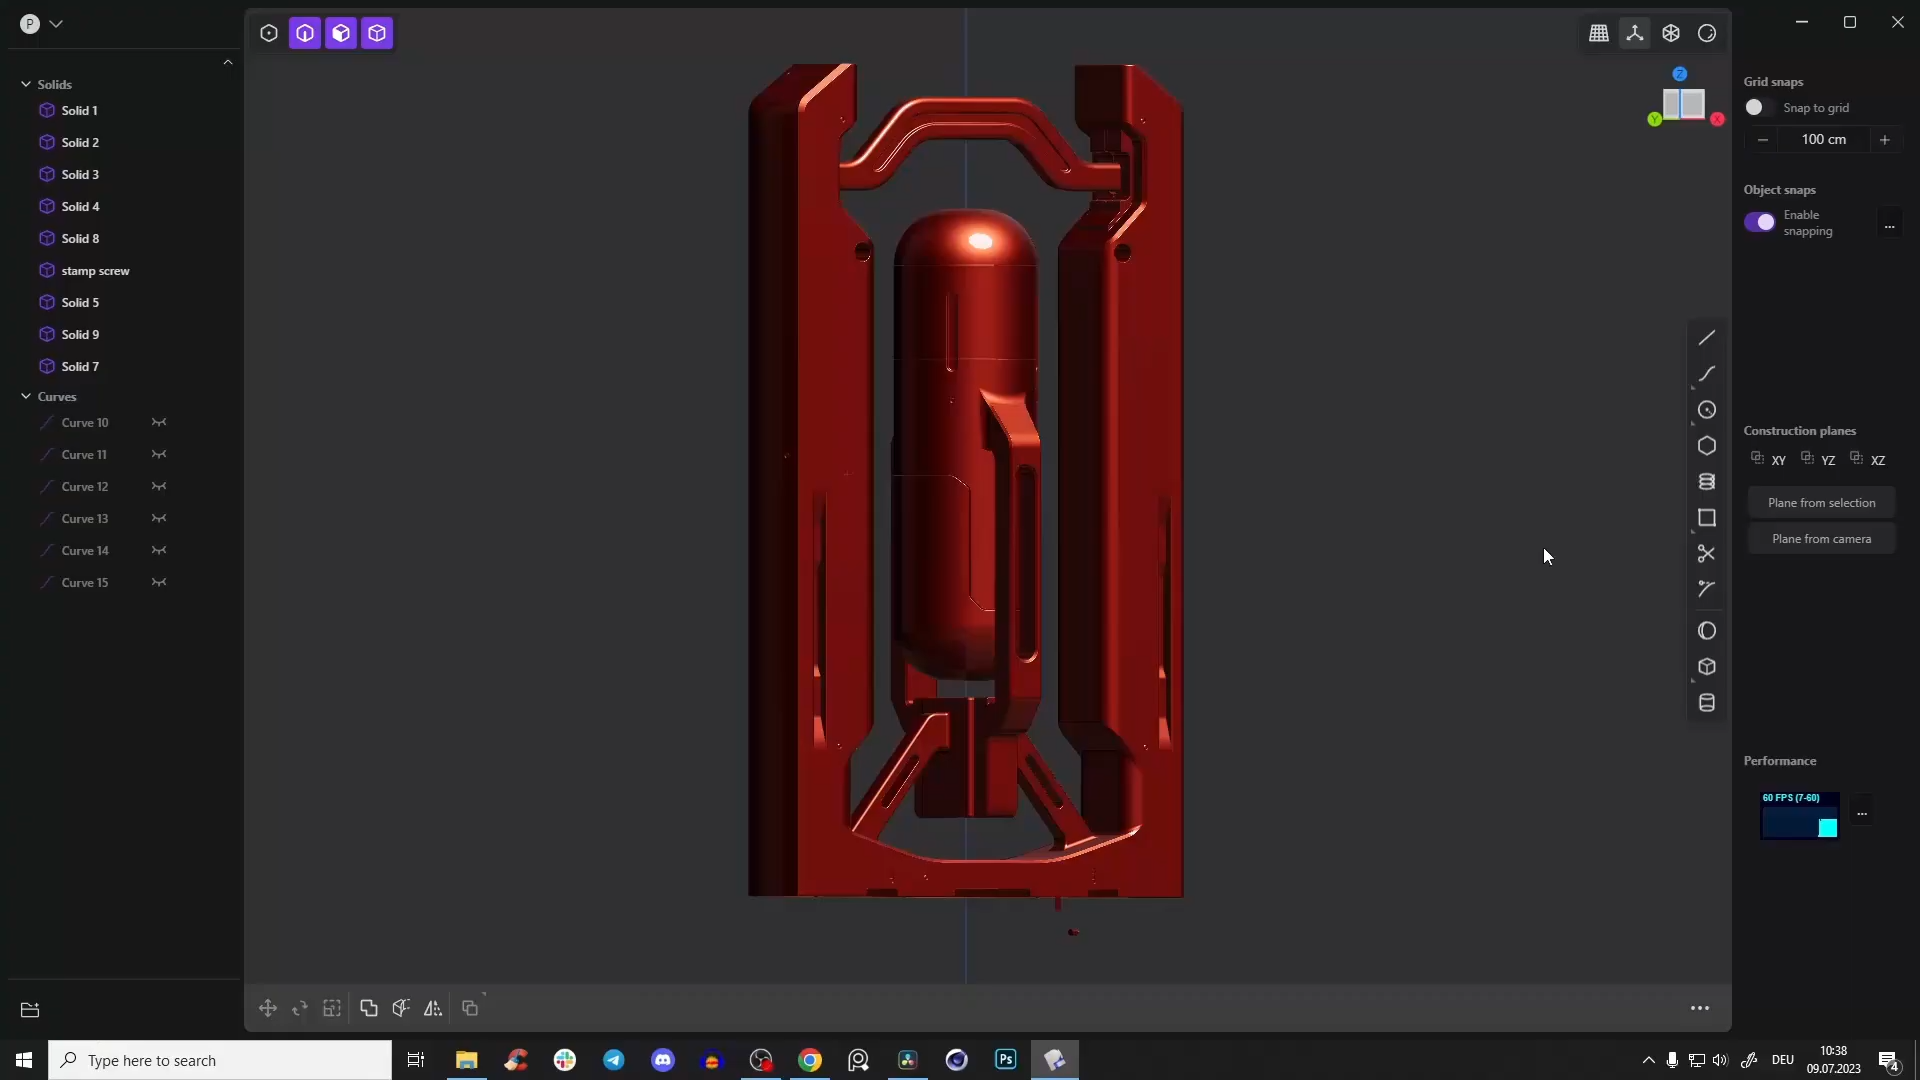 P
Solids
Solid 1
Solid 2
Solid 3
Solid 4
Solid 8
stamp screw
Solid 5
Solid 9
Solid 7
Curves
Curve 10
Curve 11
Curve 12
Curve 13
Curve 14
Curve 15
Z
Y
X
Grid snaps
Snap to grid
100 cm
Object snaps
Enable
snapping
...
Construction planes
XY YZ XZ
Plane from selection
Plane from camera
Performance
60 FPS (7-60)
...
Type here to search
Ps
DEU
10:38
09.07.2023
4